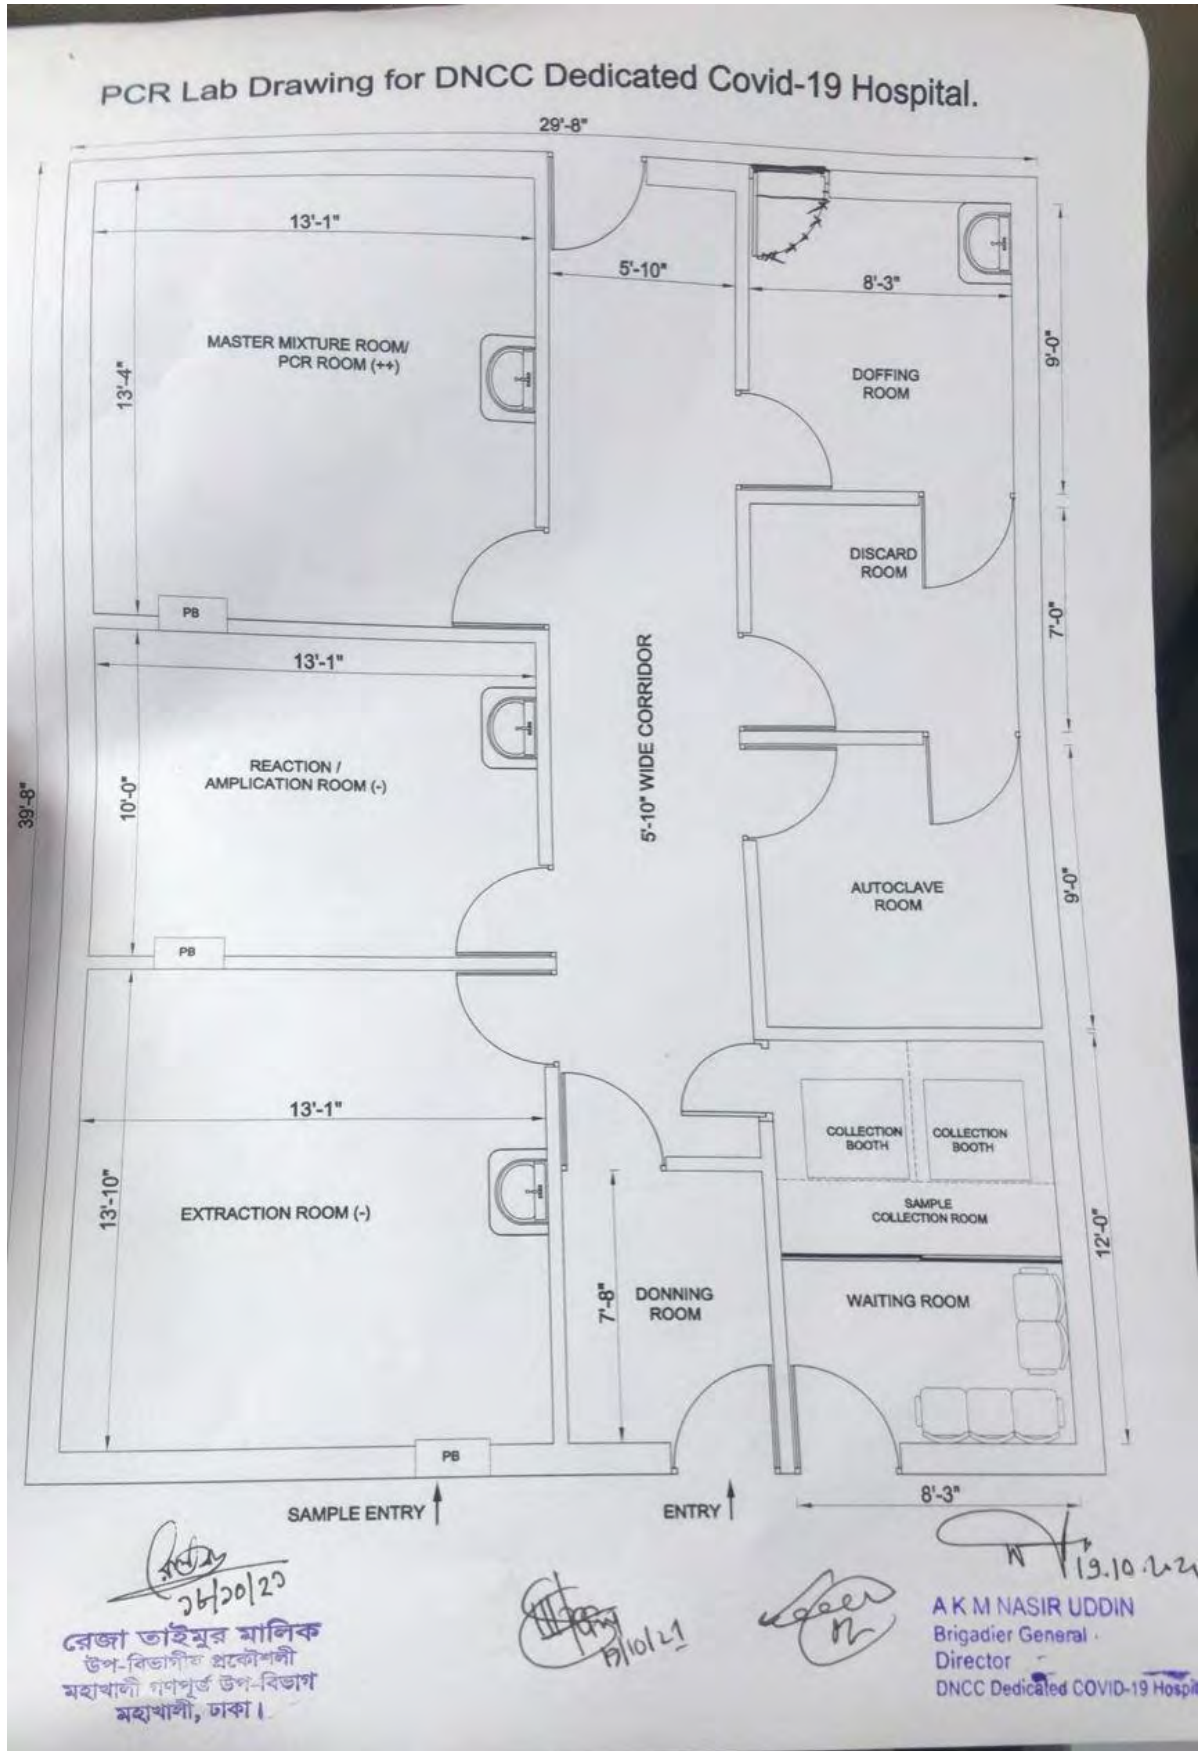 PCR Lab Drawing for DNCC Dedicated Covid-19 Hospital.
29'-8"
13'-1"
5'-10"
8'-3"
MASTER MIXTURE ROOM/
PCR ROOM (++)
13'-4"
9'-0"
DOFFING
ROOM
DISCARD
ROOM
PB
7'-0"
13'-1"
5'-10" WIDE CORRIDOR
REACTION /
AMPLICATION ROOM (-)
10'-0"
39'-8"
AUTOCLAVE
ROOM
9'-0"
PB
13'-1"
COLLECTION
BOOTH
COLLECTION
BOOTH
13'-10"
EXTRACTION ROOM (-)
SAMPLE
COLLECTION ROOM
12'-0"
7'-8"
DONNING
ROOM
WAITING ROOM
PB
SAMPLE ENTRY
ENTRY
8'-3"
রেজা তাইমুর মালিক
উপ-বিভাগীয় প্রকৌশলী
মহাখালী গণপূর্ত উপ-বিভাগ
মহাখালী, ঢাকা।
A K M NASIR UDDIN
Brigadier General
Director
DNCC Dedicated COVID-19